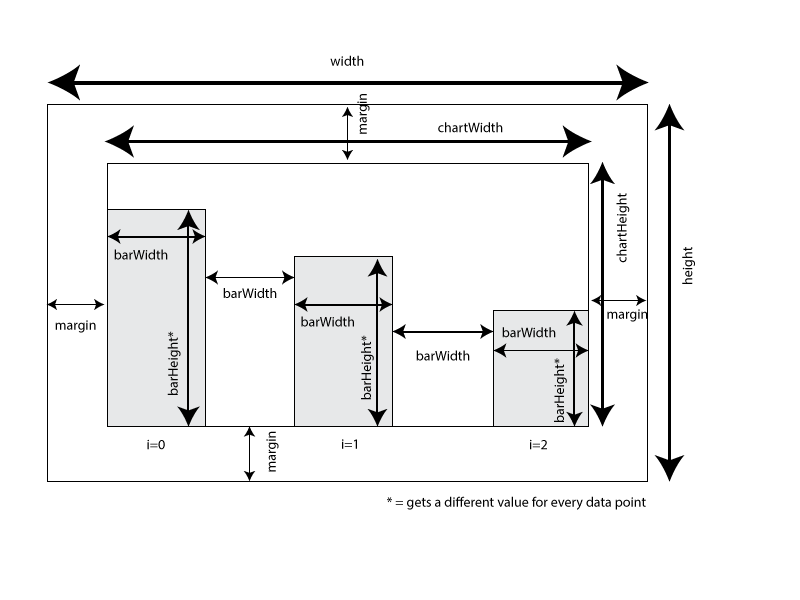 width
margin
chartWidth
chartHeight
height
barWidth
barWidth
margin
margin
barWidth
barWidth
barWidth
barHeight*
barHeight*
barHeight*
i=0
i=1
i=2
margin
* = gets a different value for every data point